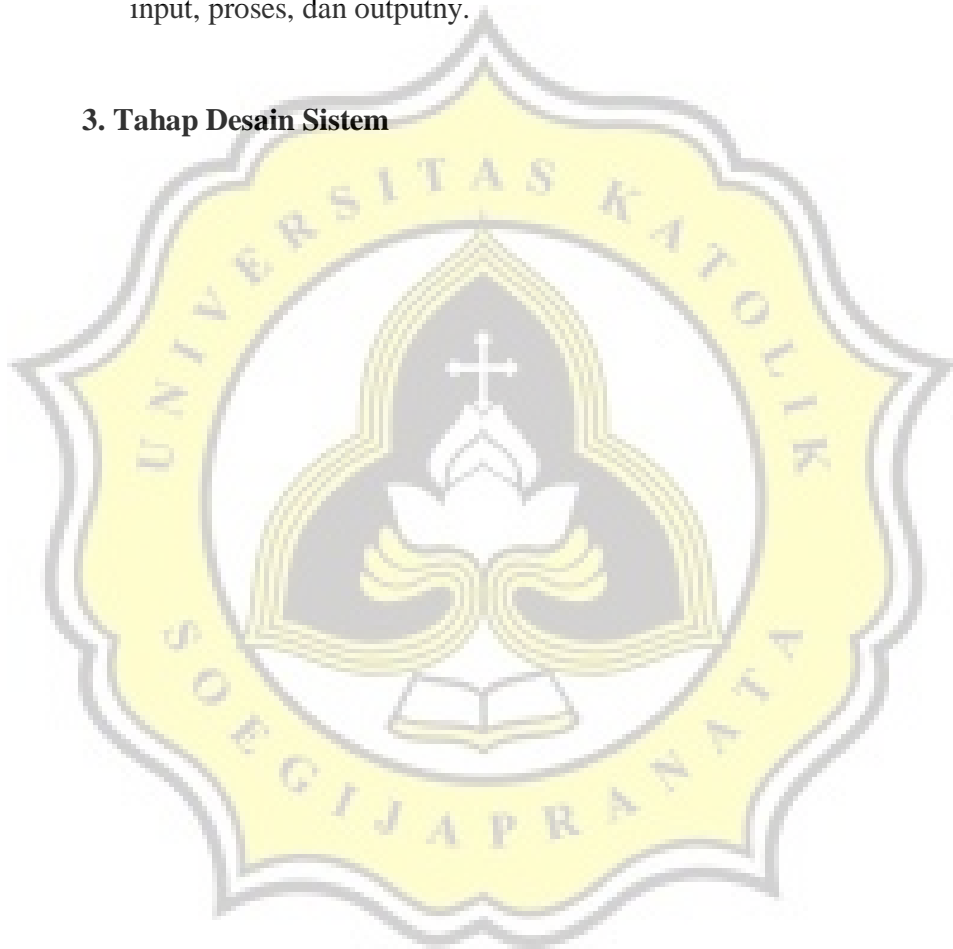 input, proses, dan outputny.
3. Tahap Desain Sistem
UNIVERSITAS KATOLIK
SOEGIJAPRANATA